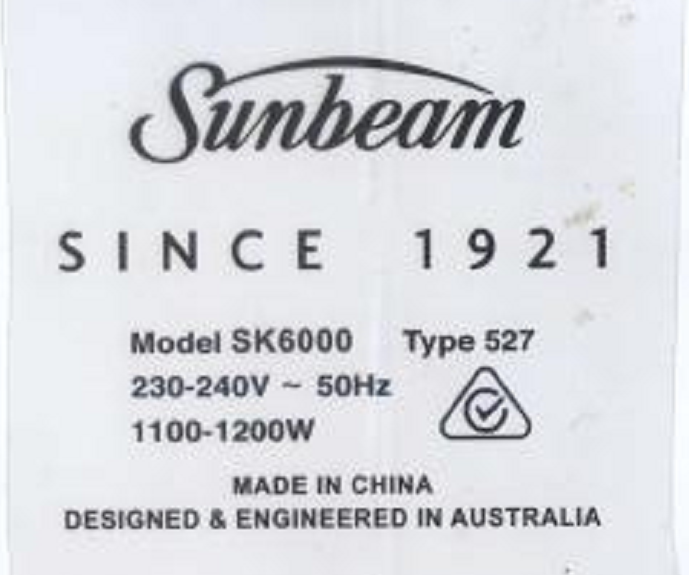 Sunbeam
SINCE 1921
Model SK6000 Type 527
230-240V ~ 50Hz
1100-1200W
MADE IN CHINA
DESIGNED & ENGINEERED IN AUSTRALIA